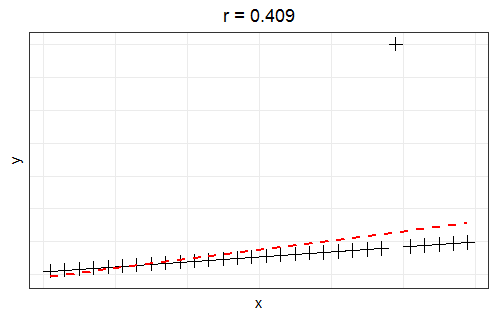 r = 0.409
y
x